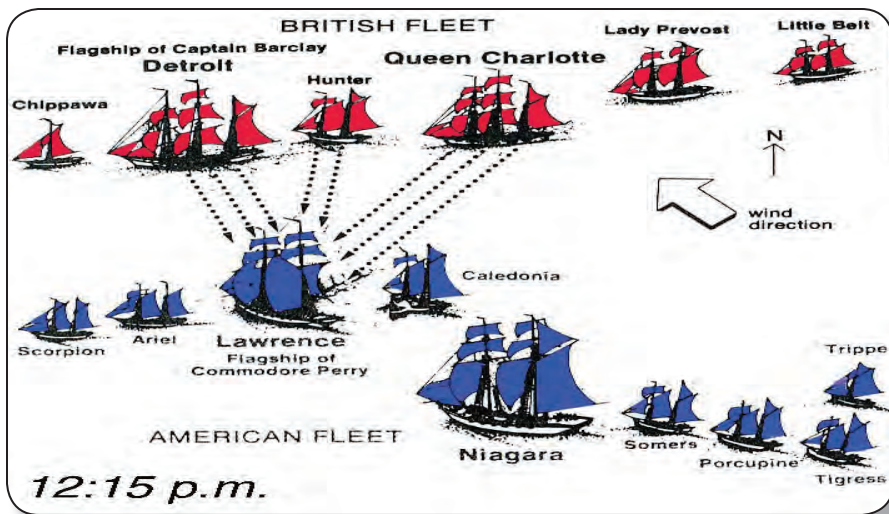 BRITISH FLEET
Lady Prevost
Little Belt
Flagship of Captain Barclay
Detroit
Hunter
Queen Charlotte
Chippawa
N
wind
direction
Caledonia
Scorpion
Ariel
Lawrence
Flagship of
Commodore Perry
Trippe
AMERICAN FLEET
Niagara
Somers
Porcupine
Tigress
12:15 p.m.